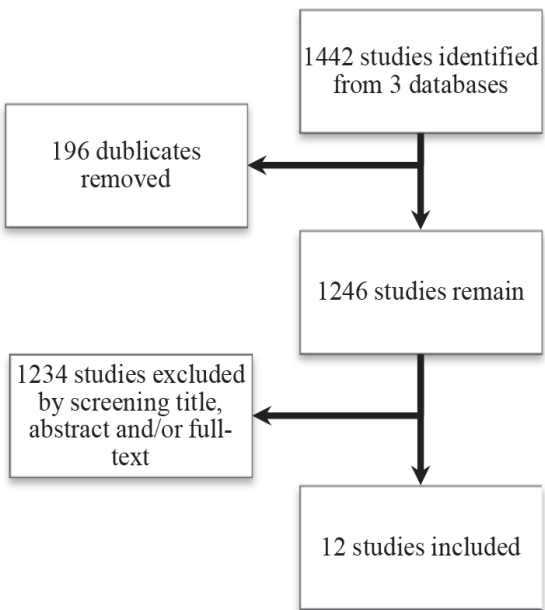 1442 studies identified
from 3 databases
196 dublicates
removed
1246 studies remain
1234 studies excluded
by screening title,
abstract and/or full-
text
12 studies included